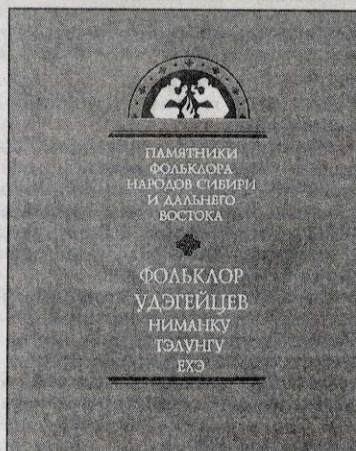 ПАМЯТНИКИ
ФОЛЬКЛОРА
НАРОДОВ СИБИРИ
И ДАЛЬНЕГО
ВОСТОКА
ФОЛЬКЛОР
УДЭГЕЙЦЕВ
НИМАНКУ
ТЭЛУНГУ
ЕХЭ